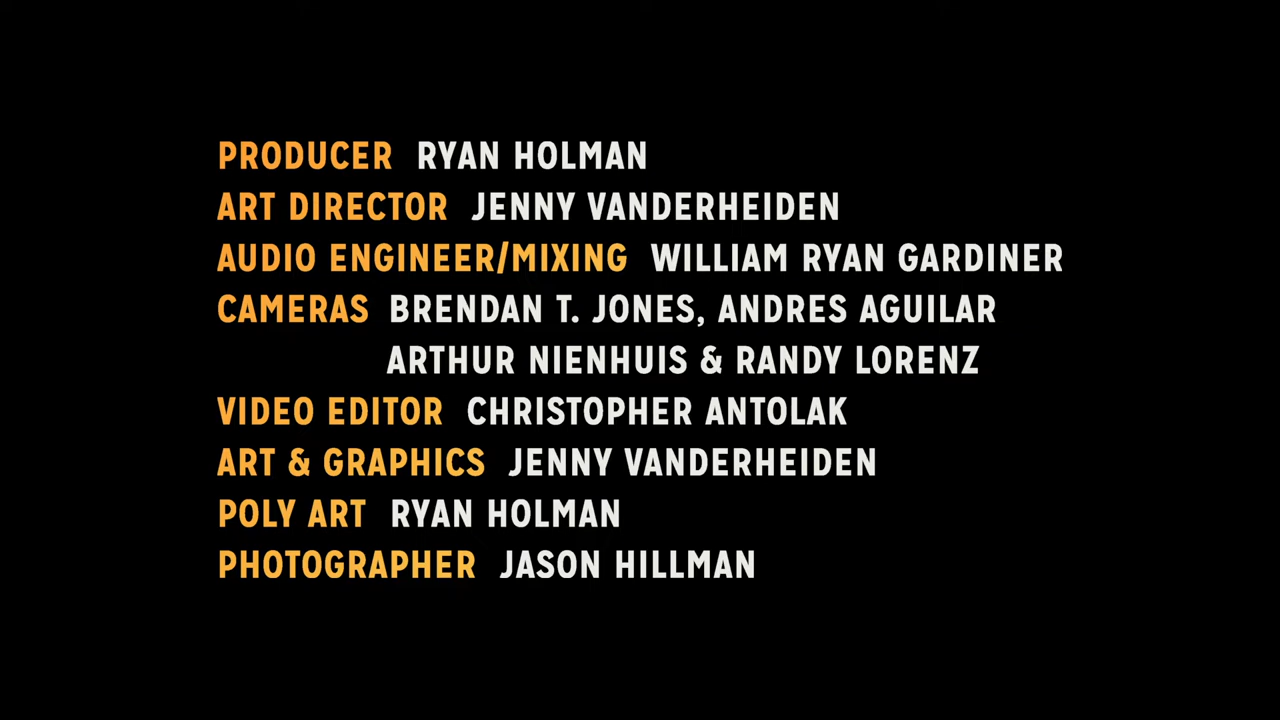 PRODUCER RYAN HOLMAN
ART DIRECTOR JENNY VANDERHEIDEN
AUDIO ENGINEER/MIXING WILLIAM RYAN GARDINER
CAMERAS BRENDAN T. JONES, ANDRES AGUILAR
ARTHUR NIENHUIS & RANDY LORENZ
VIDEO EDITOR CHRISTOPHER ANTOLAK
ART & GRAPHICS JENNY VANDERHEIDEN
POLY ART RYAN HOLMAN
PHOTOGRAPHER JASON HILLMAN